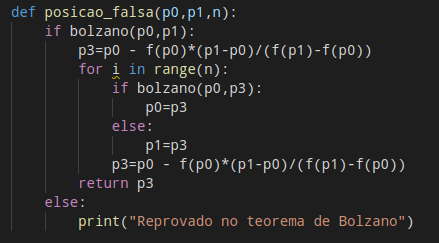 def posicao_falsa(p0,p1,n):
    if bolzano(p0,p1):
        p3=p0 - f(p0)*(p1-p0)/(f(p1)-f(p0))
        for i in range(n):
            if bolzano(p0,p3):
                p0=p3
            else:
                p1=p3
            p3=p0 - f(p0)*(p1-p0)/(f(p1)-f(p0))
        return p3
    else:
        print("Reprovado no teorema de Bolzano")